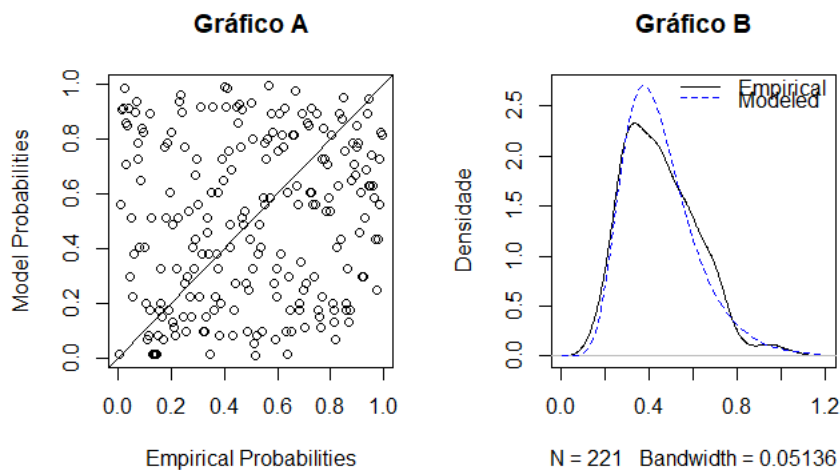 Gráfico A
Model Probabilities
0.0 0.2 0.4 0.6 0.8 1.0
0.0 0.2 0.4 0.6 0.8 1.0
Empirical Probabilities
Gráfico B
Empirical
Modeled
Densidade
0.0 0.5 1.0 1.5 2.0 2.5
0.0 0.4 0.8 1.2
N = 221 Bandwidth = 0.05136